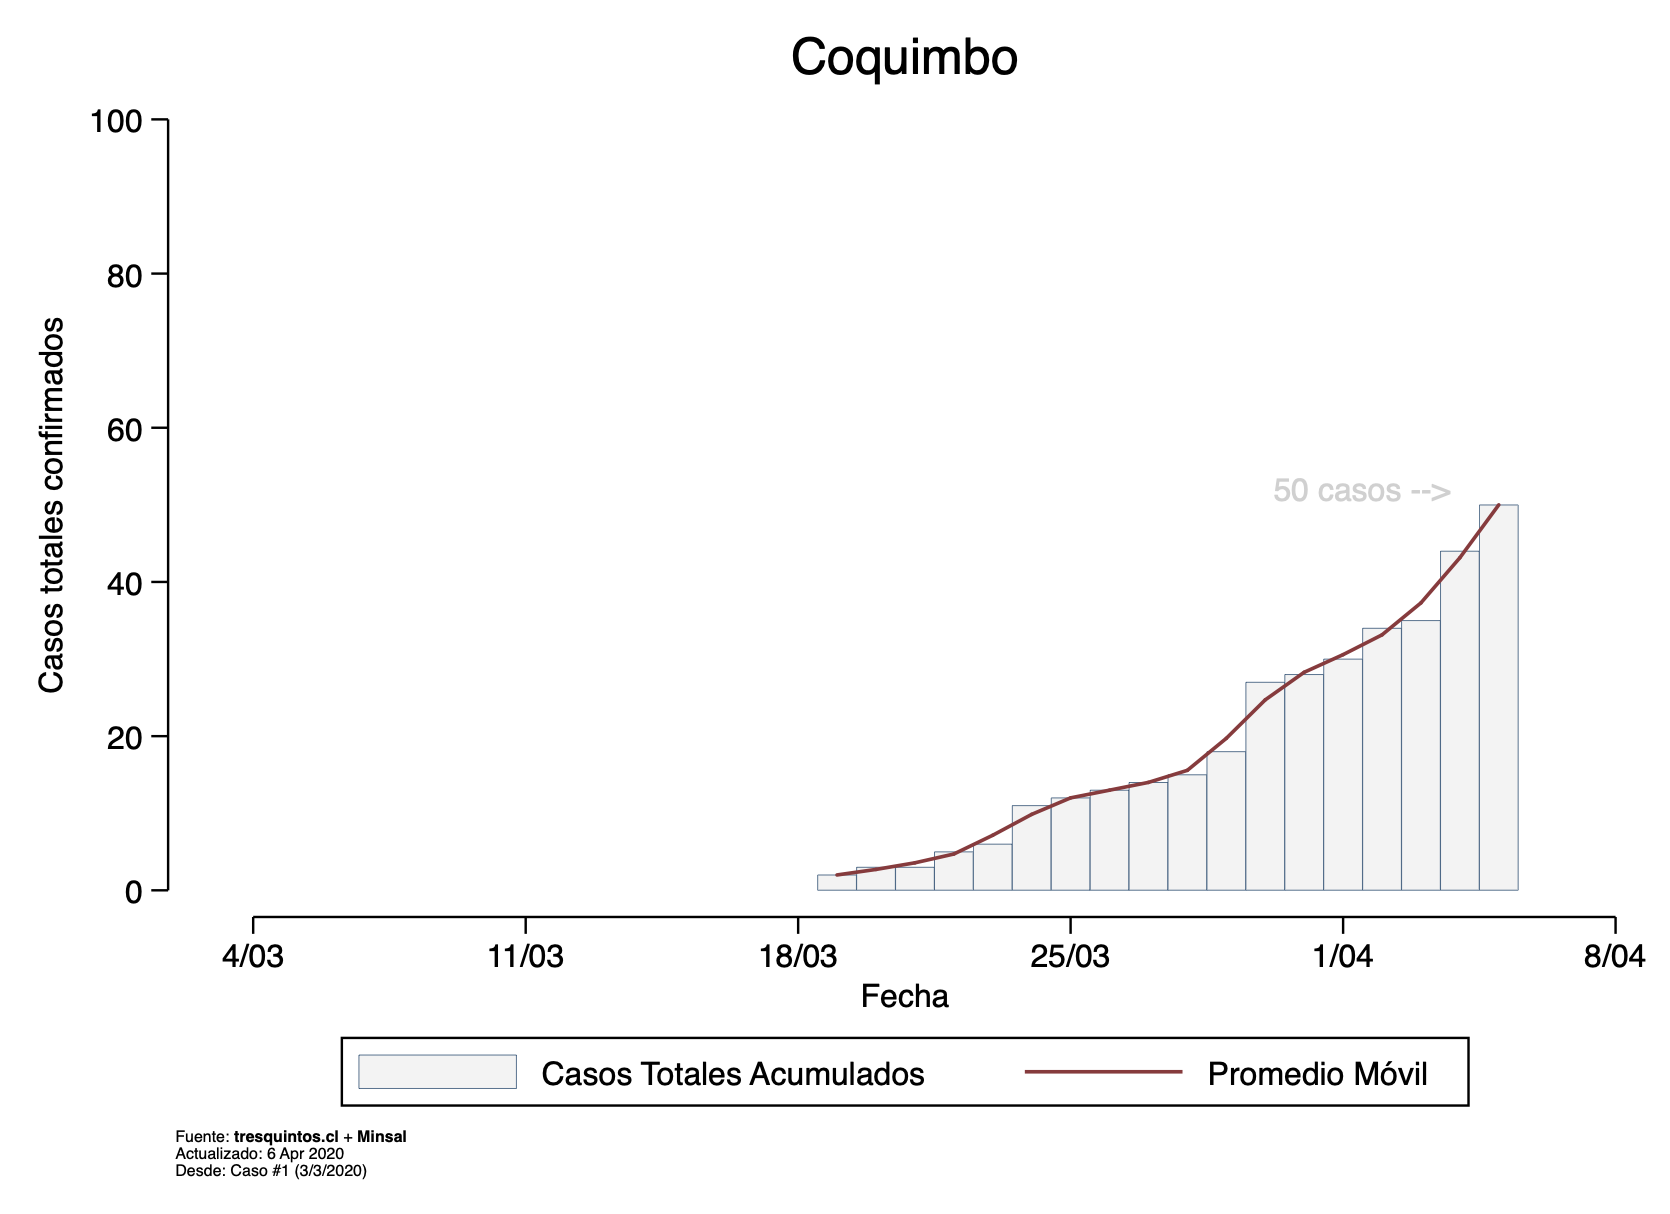 Coquimbo
100
80
60
40
20
0
Casos totales confirmados
50 casos -->
4/03 11/03 18/03 25/03 1/04 8/04
Fecha
Casos Totales Acumulados Promedio Móvil
Fuente: tresquintos.cl + Minsal
Actualizado: 6 Apr 2020
Desde: Caso #1 (3/3/2020)